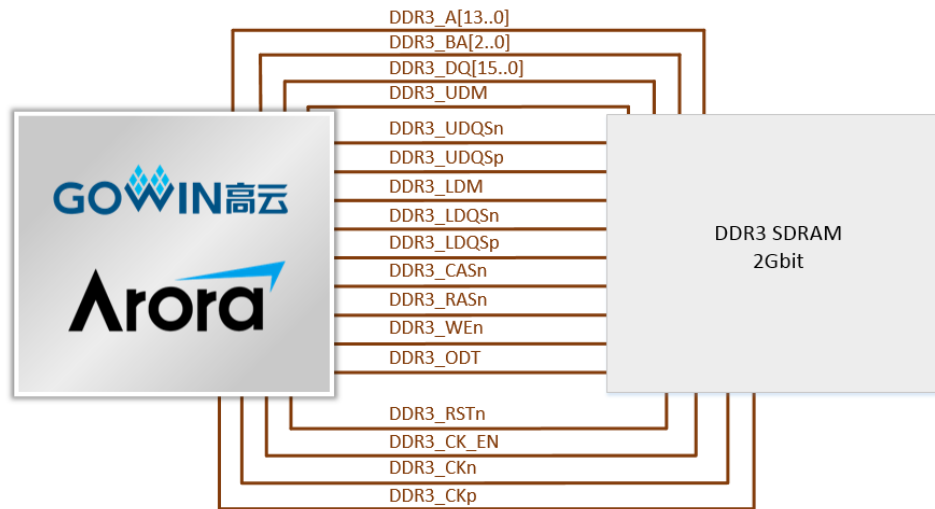 DDR3_A[13..0]
DDR3_BA[2..0]
DDR3_DQ[15..0]
DDR3_UDM
DDR3_UDQSn
DDR3_UDQSp
DDR3_LDM
DDR3_LDQSn
DDR3_LDQSp
DDR3_CASn
DDR3_RASn
DDR3_WEn
DDR3_ODT
DDR3_RSTn
DDR3_CK_EN
DDR3_CKn
DDR3_CKp
GOWIN高云
Arora
DDR3 SDRAM
2Gbit